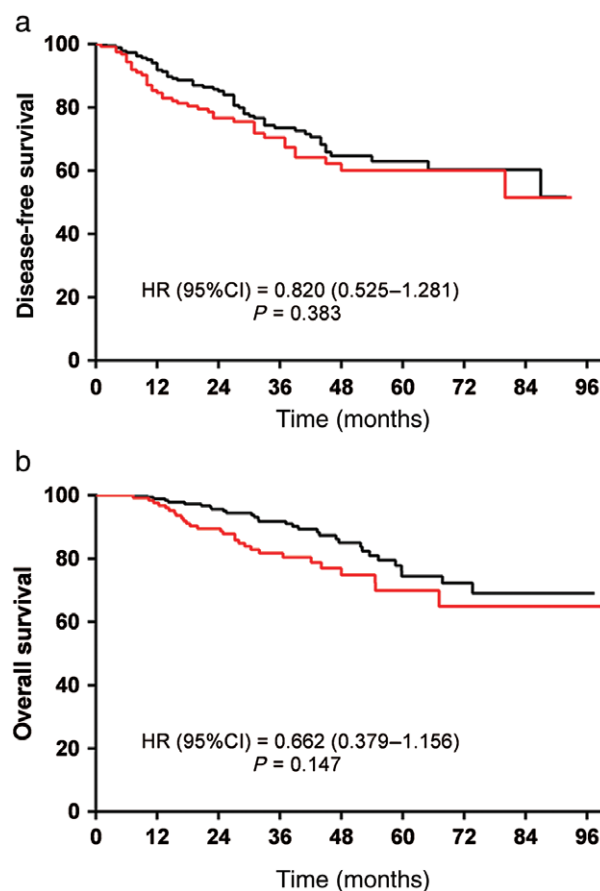 a
Disease-free survival
100
80
60
40
20
0
HR (95%CI) = 0.820 (0.525–1.281)
P = 0.383
0 12 24 36 48 60 72 84 96
Time (months)
b
Overall survival
100
80
60
40
20
0
HR (95%CI) = 0.662 (0.379–1.156)
P = 0.147
0 12 24 36 48 60 72 84 96
Time (months)